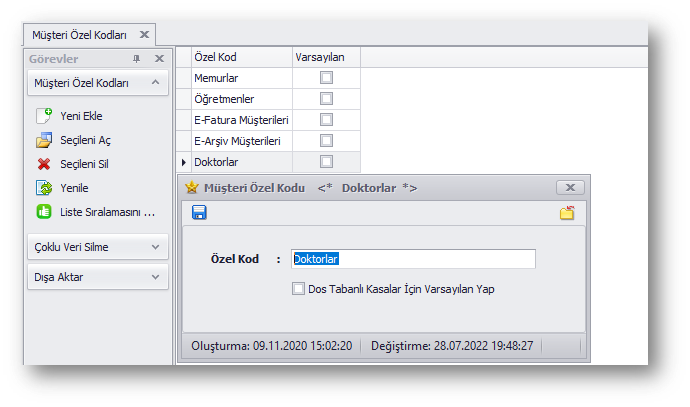 Müşteri Özel Kodları
Görevler
Müşteri Özel Kodları
Yeni Ekle
Seçileni Aç
Seçileni Sil
Yenile
Liste Sıralamasını ...
Çoklu Veri Silme
Dışa Aktar
Özel Kod Varsayılan
Memurlar
Öğretmenler
E-Fatura Müşterileri
E-Arşiv Müşterileri
Doktorlar
Müşteri Özel Kodu <* Doktorlar *>
Özel Kod : Doktorlar
Dos Tabanlı Kasalar İçin Varsayılan Yap
Oluşturma: 09.11.2020 15:02:20 Değiştirme: 28.07.2022 19:48:27